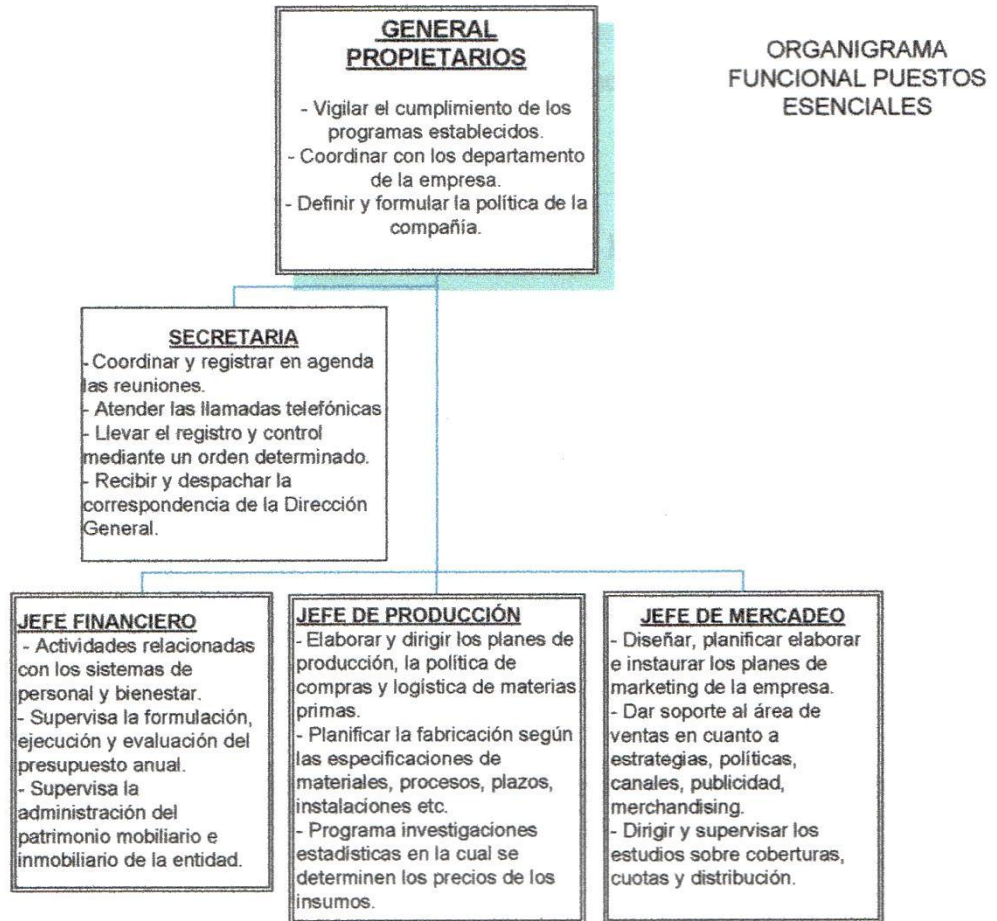 GENERAL
PROPIETARIOS
- Vigilar el cumplimiento de los
programas establecidos.
- Coordinar con los departamento
de la empresa.
- Definir y formular la política de la
compañía.
ORGANIGRAMA
FUNCIONAL PUESTOS
ESENCIALES
SECRETARIA
- Coordinar y registrar en agenda
las reuniones.
- Atender las llamadas telefónicas
- Llevar el registro y control
mediante un orden determinado.
- Recibir y despachar la
correspondencia de la Dirección
General.
JEFE FINANCIERO
- Actividades relacionadas
con los sistemas de
personal y bienestar.
- Supervisa la formulación,
ejecución y evaluación del
presupuesto anual.
- Supervisa la
administración del
patrimonio mobiliario e
inmobiliario de la entidad.
JEFE DE PRODUCCIÓN
- Elaborar y dirigir los planes de
producción, la política de
compras y logística de materias
primas.
- Planificar la fabricación según
las especificaciones de
materiales, procesos, plazos,
instalaciones etc.
- Programa investigaciones
estadísticas en la cual se
determinen los precios de los
insumos.
JEFE DE MERCADEO
- Diseñar, planificar elaborar
e instaurar los planes de
marketing de la empresa.
- Dar soporte al área de
ventas en cuanto a
estrategias, políticas,
canales, publicidad,
merchandising.
- Dirigir y supervisar los
estudios sobre coberturas,
cuotas y distribución.